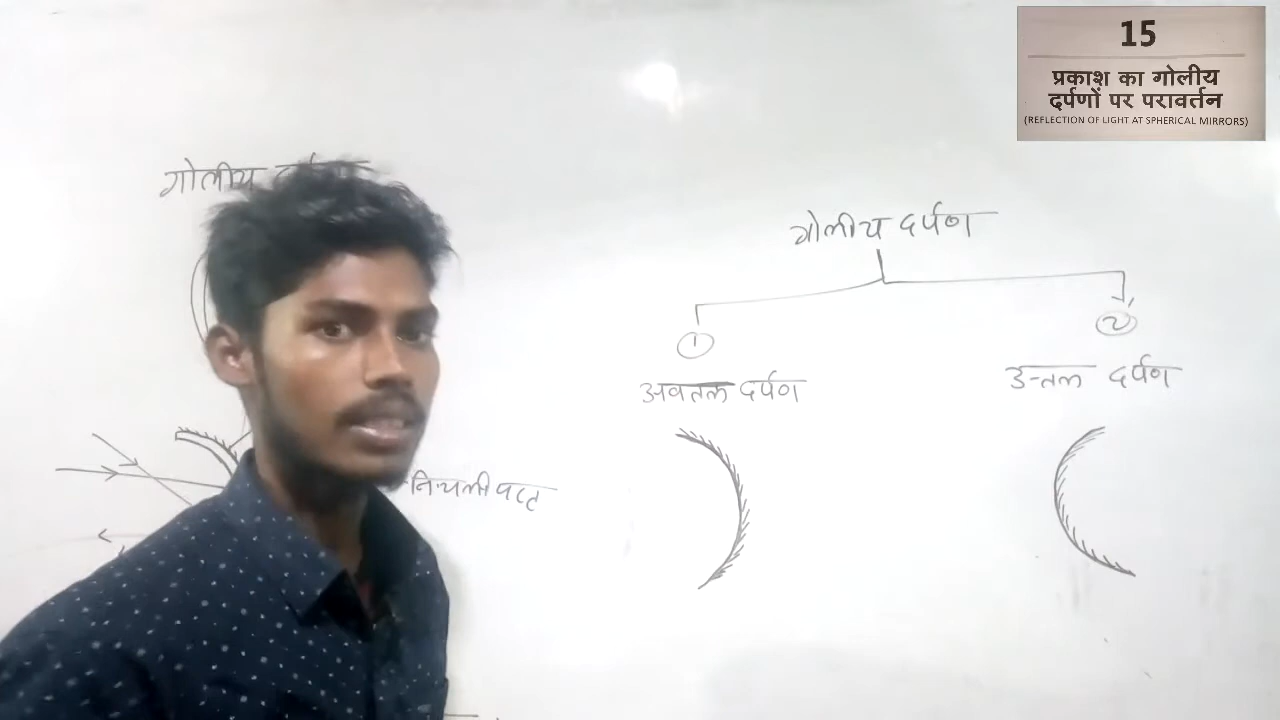 15
प्रकाश का गोलीय
दर्पणों पर परावर्तन
(REFLECTION OF LIGHT AT SPHERICAL MIRRORS)
गोलीय
गोलीय दर्पण
1
2
अवतल दर्पण
उन्तल दर्पण